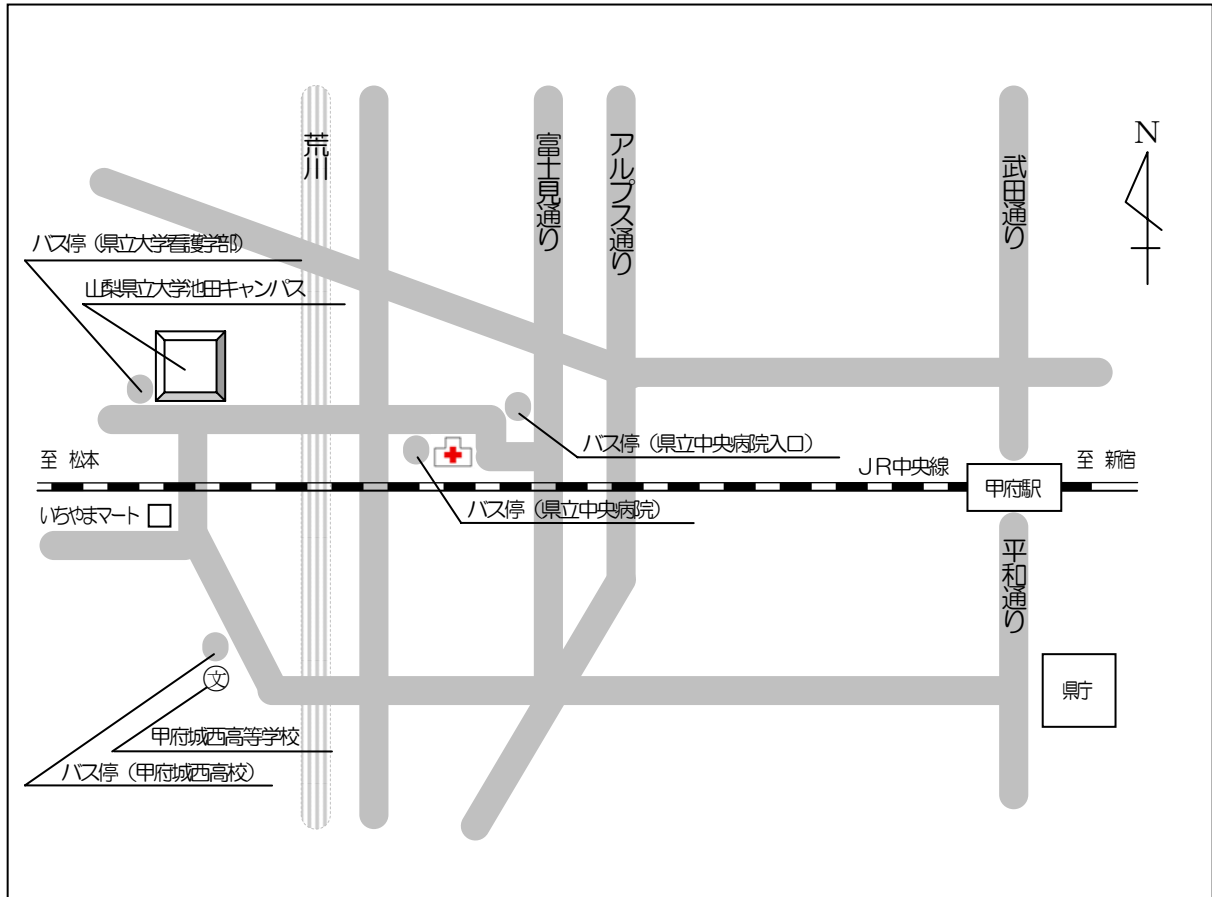 N
荒川
富士見通り
アルプス通り
武田通り
バス停（県立大学看護学部）
山梨県立大学池田キャンパス
バス停（県立中央病院入口）
至 松本
JR中央線
甲府駅
至 新宿
いちやまマート
バス停（県立中央病院）
平和通り
文
県庁
甲府城西高等学校
バス停（甲府城西高校）